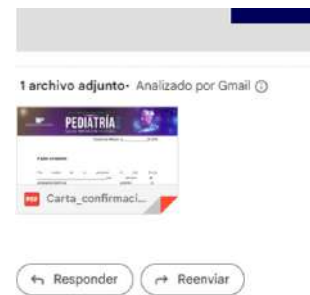 1 archivo adjunto• Analizado por Gmail
PEDIATRÍA
PDF Carta_confirmaci...
Responder
Reenviar